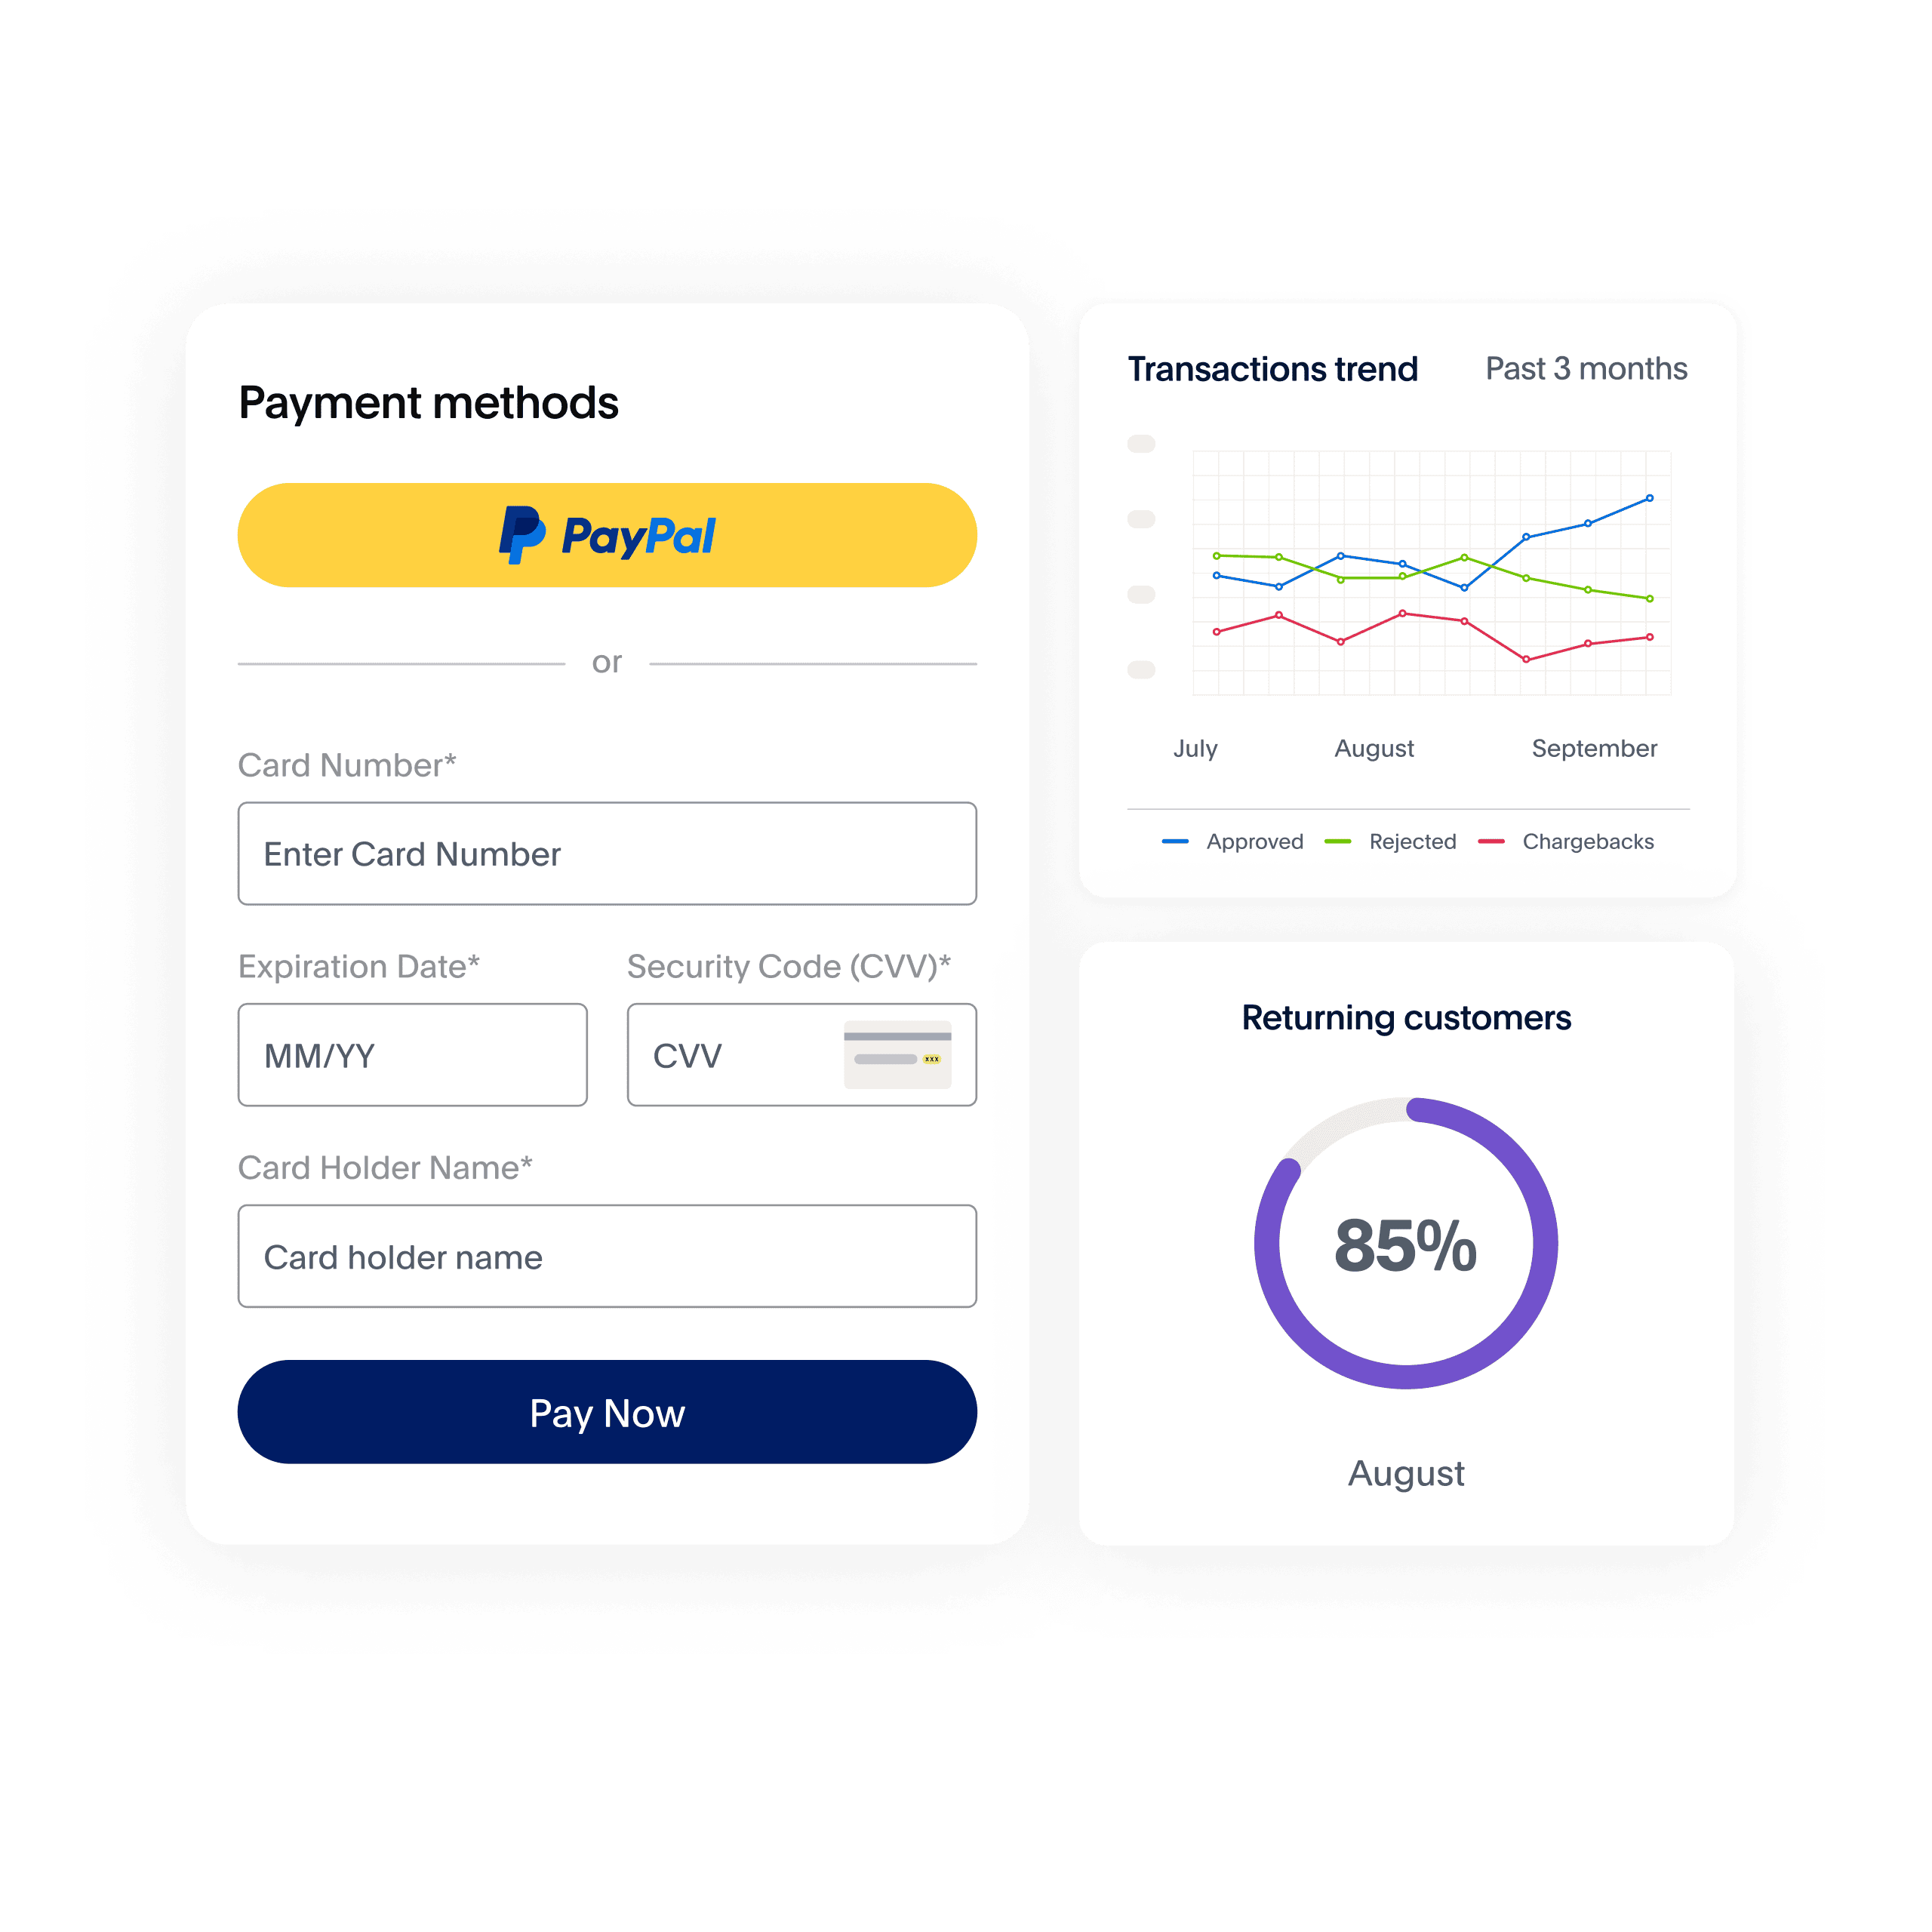 Payment methods
PayPal
or
Card Number*
Enter Card Number
Expiration Date* Security Code (CVV)*
MM/YY CVV xxx
Card Holder Name*
Card holder name
Pay Now
Transactions trend Past 3 months
July August September
Approved Rejected Chargebacks
Returning customers
85%
August